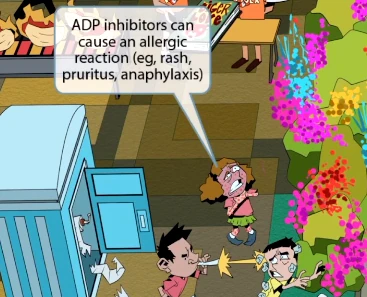 ADP inhibitors can
cause an allergic
reaction (eg, rash,
pruritus, anaphylaxis)